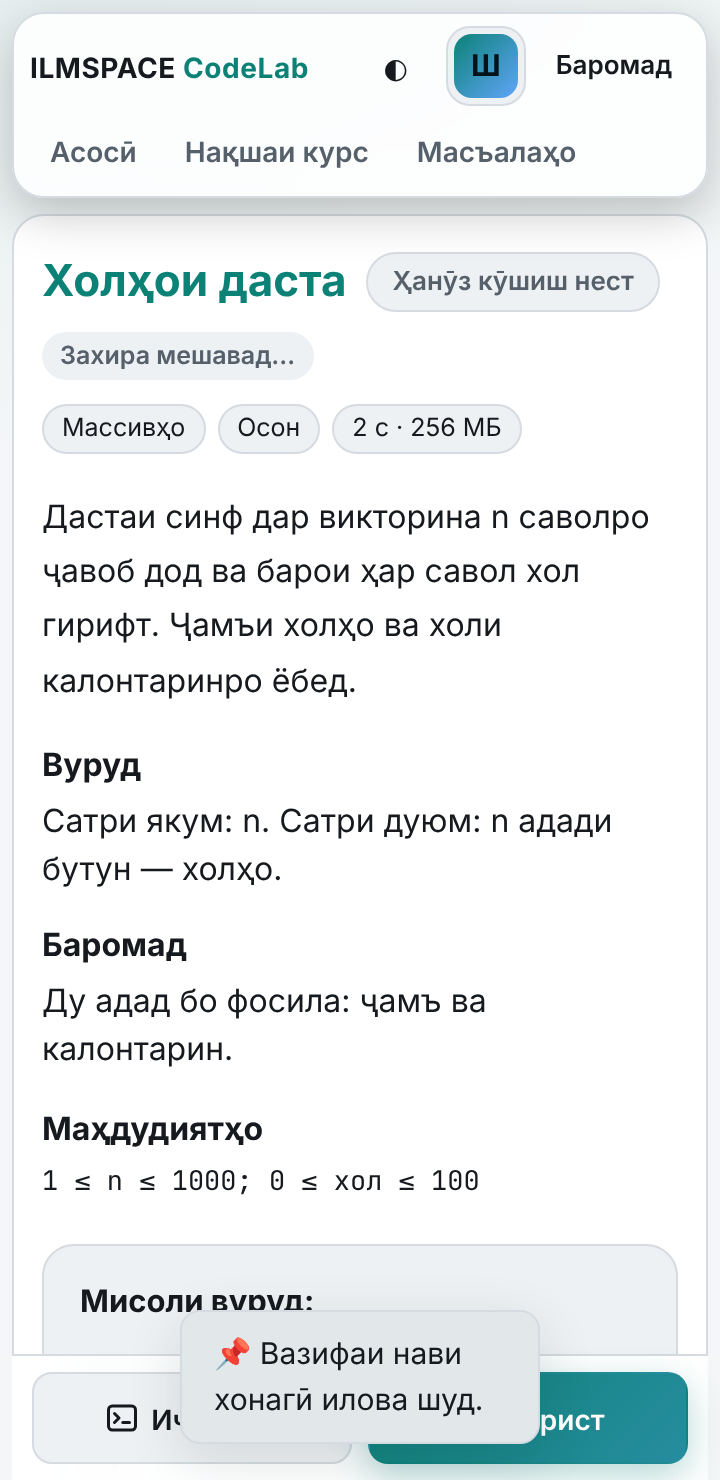 ILMSPACE CodeLab
Ш
Баромад
Асосӣ
Нақшаи курс
Масъалаҳо
Холҳои даста
Ҳанӯз кӯшиш нест
Захира мешавад...
Массивҳо
Осон
2 с · 256 МБ
Дастаи синф дар викторина n саволро
ҷавоб дод ва барои ҳар савол хол
гирифт. Ҷамъи холҳо ва холи
калонтаринро ёбед.
Вуруд
Сатри якум: n. Сатри дуюм: n адади
бутун — холҳо.
Баромад
Ду адад бо фосила: ҷамъ ва
калонтарин.
Маҳдудиятҳо
1 ≤ n ≤ 1000; 0 ≤ хол ≤ 100
Мисоли вуруд:
📌 Вазифаи нави
хонагӣ илова шуд.